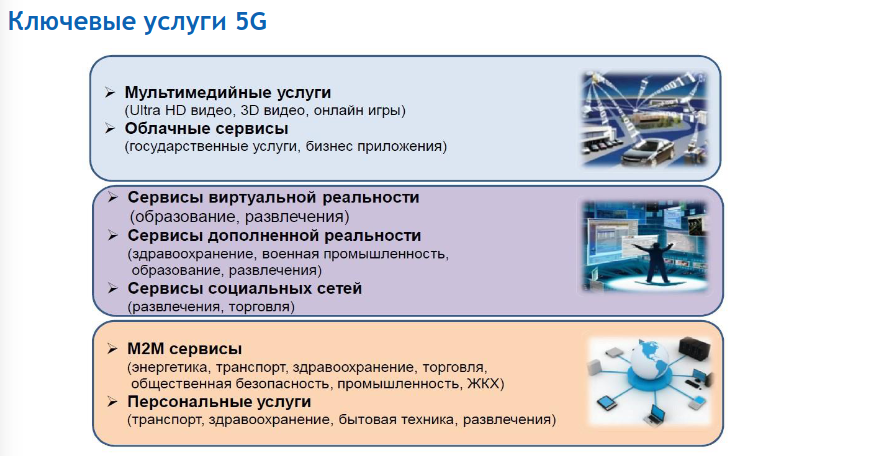 Ключевые услуги 5G
➢ Мультимедийные услуги
(Ultra HD видео, 3D видео, онлайн игры)
➢ Облачные сервисы
(государственные услуги, бизнес приложения)
➢ Сервисы виртуальной реальности
(образование, развлечения)
➢ Сервисы дополненной реальности
(здравоохранение, военная промышленность,
образование, развлечения)
➢ Сервисы социальных сетей
(развлечения, торговля)
➢ M2M сервисы
(энергетика, транспорт, здравоохранение, торговля,
общественная безопасность, промышленность, ЖКХ)
➢ Персональные услуги
(транспорт, здравоохранение, бытовая техника, развлечения)